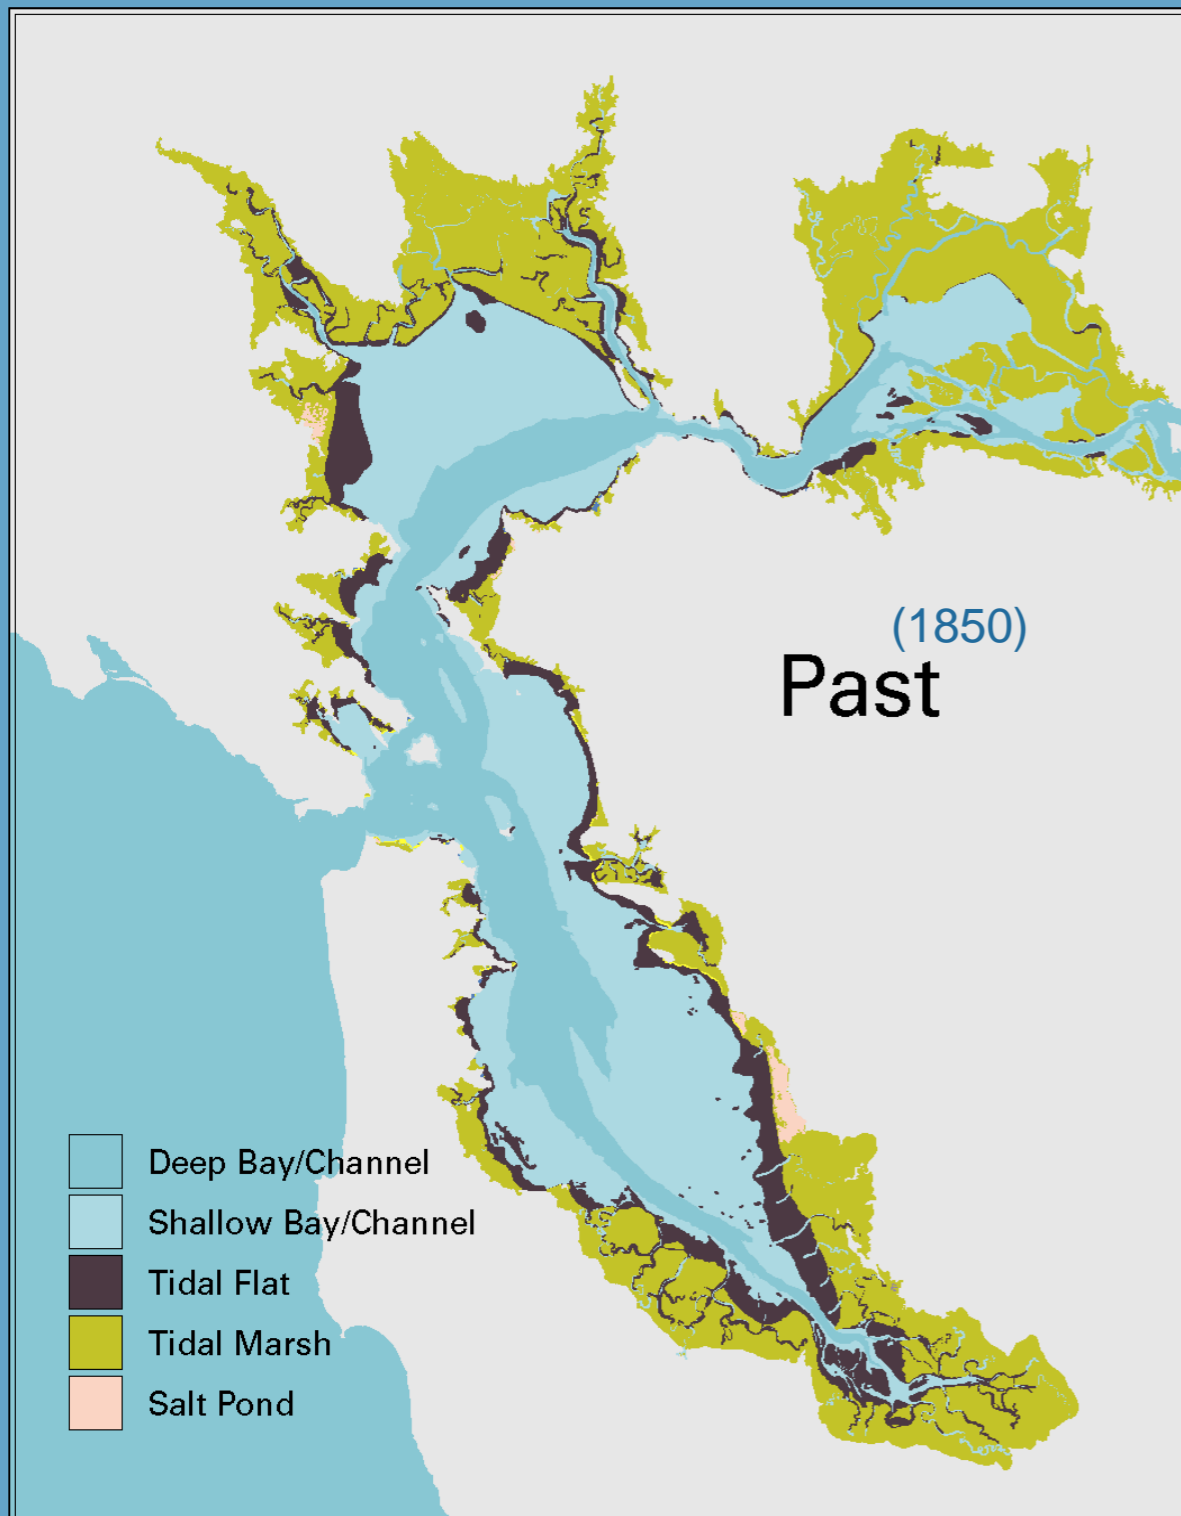 (1850)
Past
Deep Bay/Channel
Shallow Bay/Channel
Tidal Flat
Tidal Marsh
Salt Pond